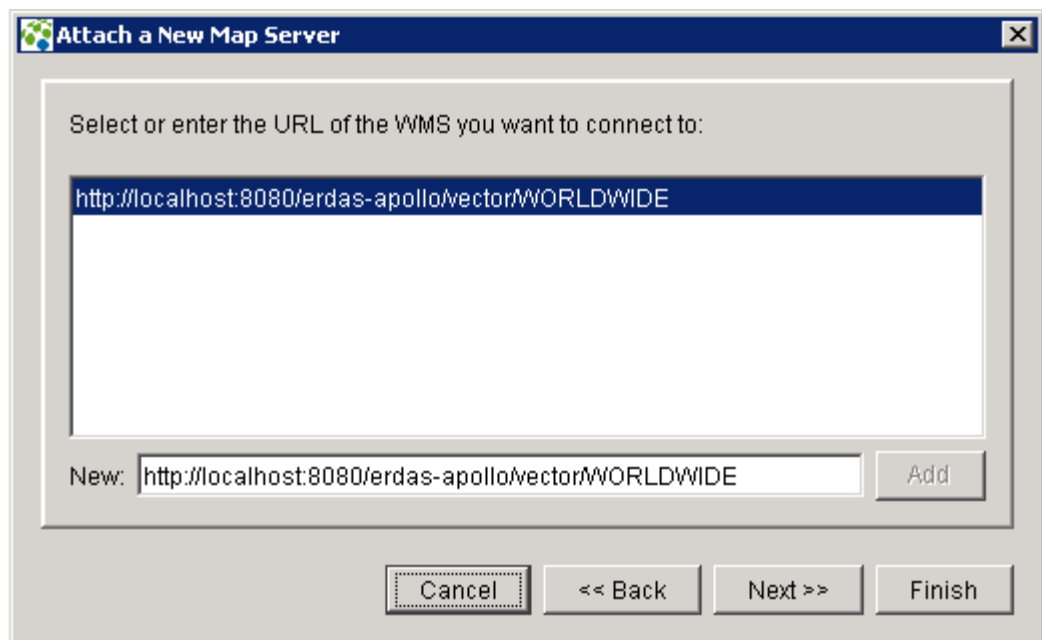 Attach a New Map Server
Select or enter the URL of the WMS you want to connect to:
http://localhost:8080/erdas-apollo/vector/WORLDWIDE
New: http://localhost:8080/erdas-apollo/vector/WORLDWIDE Add
Cancel << Back Next >> Finish